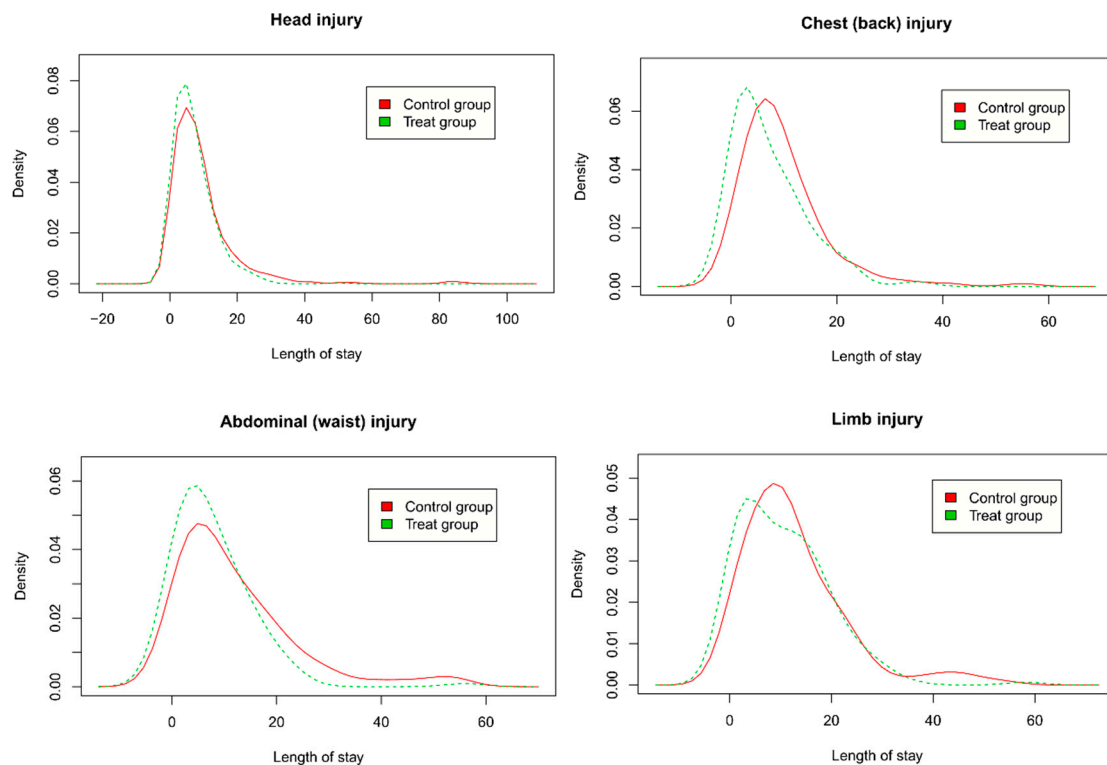 Head injury
Density
0.00
0.02
0.04
0.06
0.08
Control group
Treat group
−20 0 20 40 60 80 100
Length of stay
Chest (back) injury
Density
0.00
0.02
0.04
0.06
Control group
Treat group
0 20 40 60
Length of stay
Abdominal (waist) injury
Density
0.00
0.02
0.04
0.06
Control group
Treat group
0 20 40 60
Length of stay
Limb injury
Density
0.00
0.01
0.02
0.03
0.04
0.05
Control group
Treat group
0 20 40 60
Length of stay